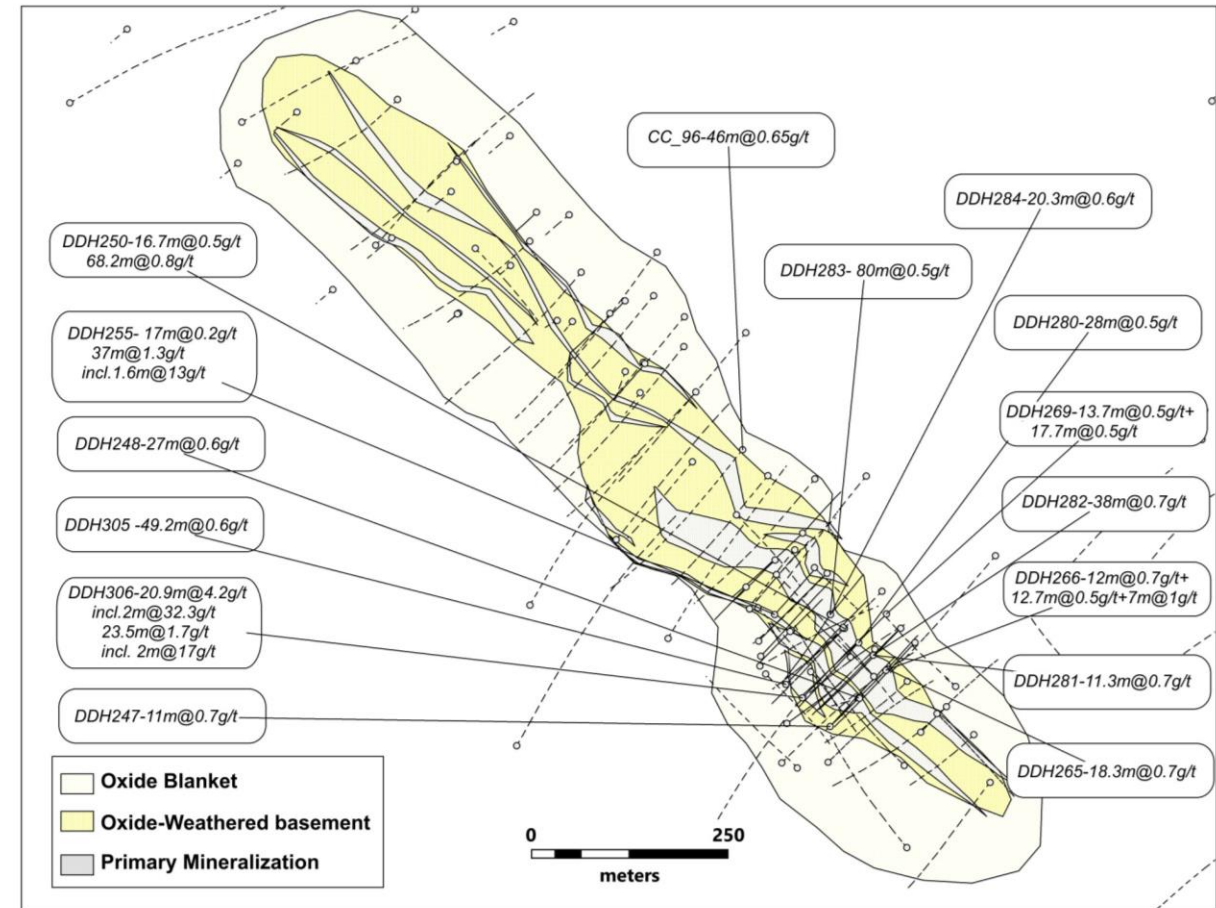 CC_96-46m@0.65g/t
DDH284-20.3m@0.6g/t
DDH250-16.7m@0.5g/t
68.2m@0.8g/t
DDH283- 80m@0.5g/t
DDH255- 17m@0.2g/t
37m@1.3g/t
incl.1.6m@13g/t
DDH280-28m@0.5g/t
DDH269-13.7m@0.5g/t+
17.7m@0.5g/t
DDH248-27m@0.6g/t
DDH282-38m@0.7g/t
DDH305 -49.2m@0.6g/t
DDH266-12m@0.7g/t+
12.7m@0.5g/t+7m@1g/t
DDH306-20.9m@4.2g/t
incl.2m@32.3g/t
23.5m@1.7g/t
incl. 2m@17g/t
DDH281-11.3m@0.7g/t
DDH247-11m@0.7g/t
DDH265-18.3m@0.7g/t
Oxide Blanket
Oxide-Weathered basement
Primary Mineralization
0 250
meters